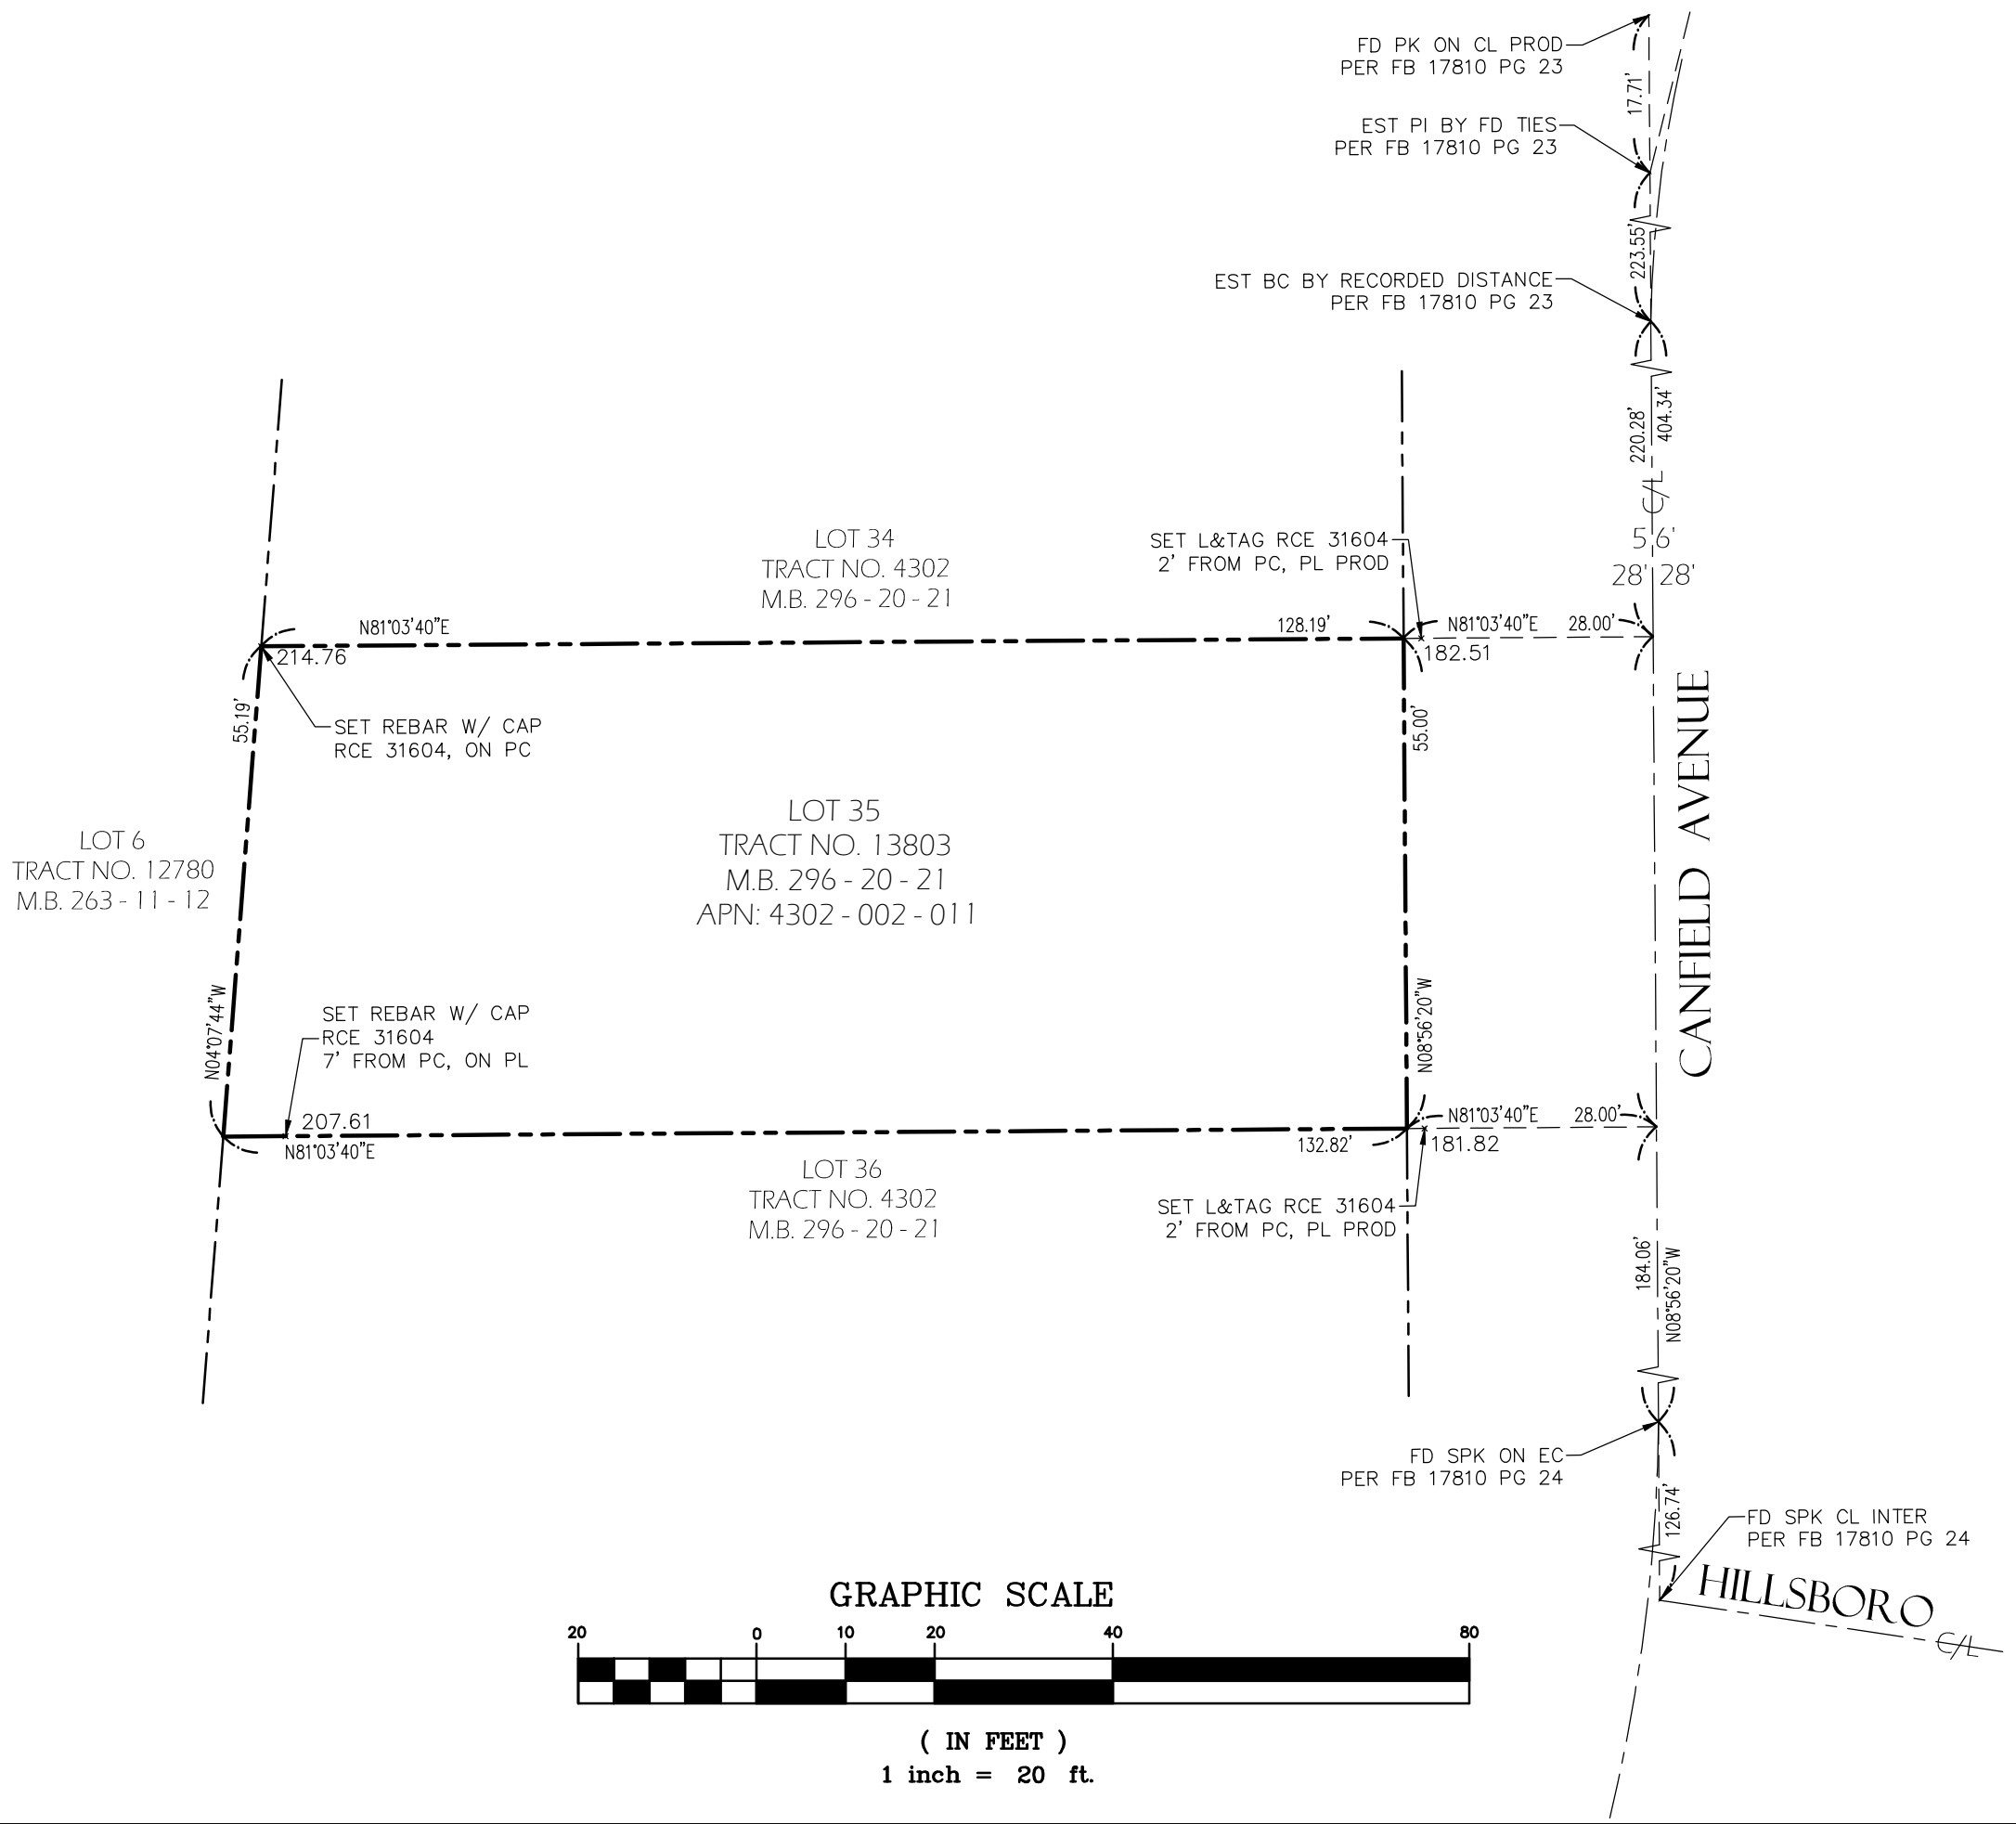 FD PK ON CL PROD
PER FB 17810 PG 23
17.71'
EST PI BY FD TIES
PER FB 17810 PG 23
223.55'
EST BC BY RECORDED DISTANCE
PER FB 17810 PG 23
220.28'
404.34'
C/L
56'
28' 28'
LOT 34
TRACT NO. 4302
M.B. 296 - 20 - 21
SET L&TAG RCE 31604
2' FROM PC, PL PROD
N81°03'40"E
128.19'
N81°03'40"E
28.00'
214.76
182.51
55.19'
SET REBAR W/ CAP
RCE 31604, ON PC
55.00'
CANFIELD AVENUE
LOT 6
TRACT NO. 12780
M.B. 263 - 11 - 12
LOT 35
TRACT NO. 13803
M.B. 296 - 20 - 21
APN: 4302 - 002 - 011
N04°07'44"W
SET REBAR W/ CAP
RCE 31604
7' FROM PC, ON PL
N08°56'20"W
207.61
N81°03'40"E
132.82'
N81°03'40"E
28.00'
181.82
LOT 36
TRACT NO. 4302
M.B. 296 - 20 - 21
SET L&TAG RCE 31604
2' FROM PC, PL PROD
184.06'
N08°56'20"W
FD SPK ON EC
PER FB 17810 PG 24
126.74'
FD SPK CL INTER
PER FB 17810 PG 24
HILLSBORO
C/L
GRAPHIC SCALE
20 0 10 20 40 80
( IN FEET )
1 inch = 20 ft.